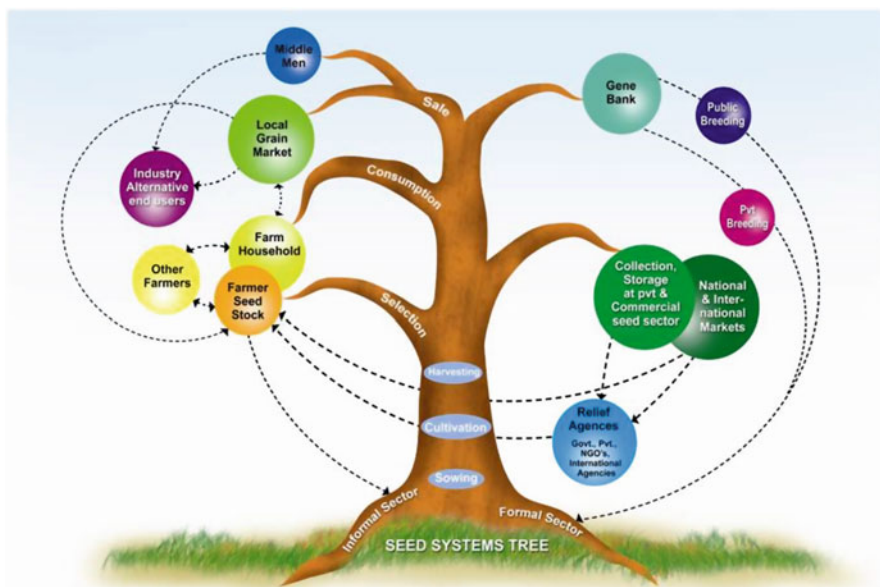 Middle
Men
Sale
Gene
Bank
Public
Breeding
Local
Grain
Market
Industry
Alternative
end users
Consumption
Pvt
Breeding
Farm
Household
Other
Farmers
Farmer
Seed
Stock
Selection
Collection,
Storage
at pvt &
Commercial
seed sector
National
& Inter-
national
Markets
Harvesting
Cultivation
Relief
Agencies
Govt., Pvt.,
NGO's,
International
Agencies
Sowing
Informal Sector
Formal Sector
SEED SYSTEMS TREE